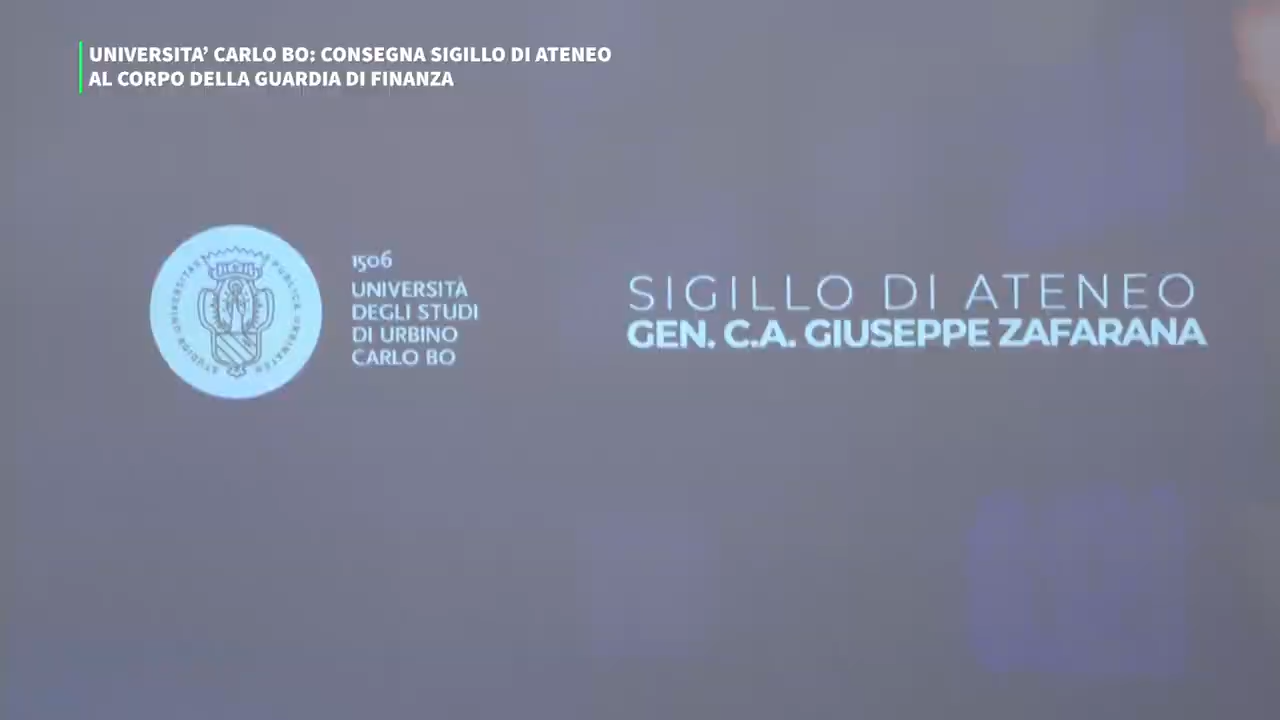 UNIVERSITA’ CARLO BO: CONSEGNA SIGILLO DI ATENEO
AL CORPO DELLA GUARDIA DI FINANZA
1506
UNIVERSITÀ
DEGLI STUDI
DI URBINO
CARLO BO
SIGILLO DI ATENEO
GEN. C.A. GIUSEPPE ZAFARANA